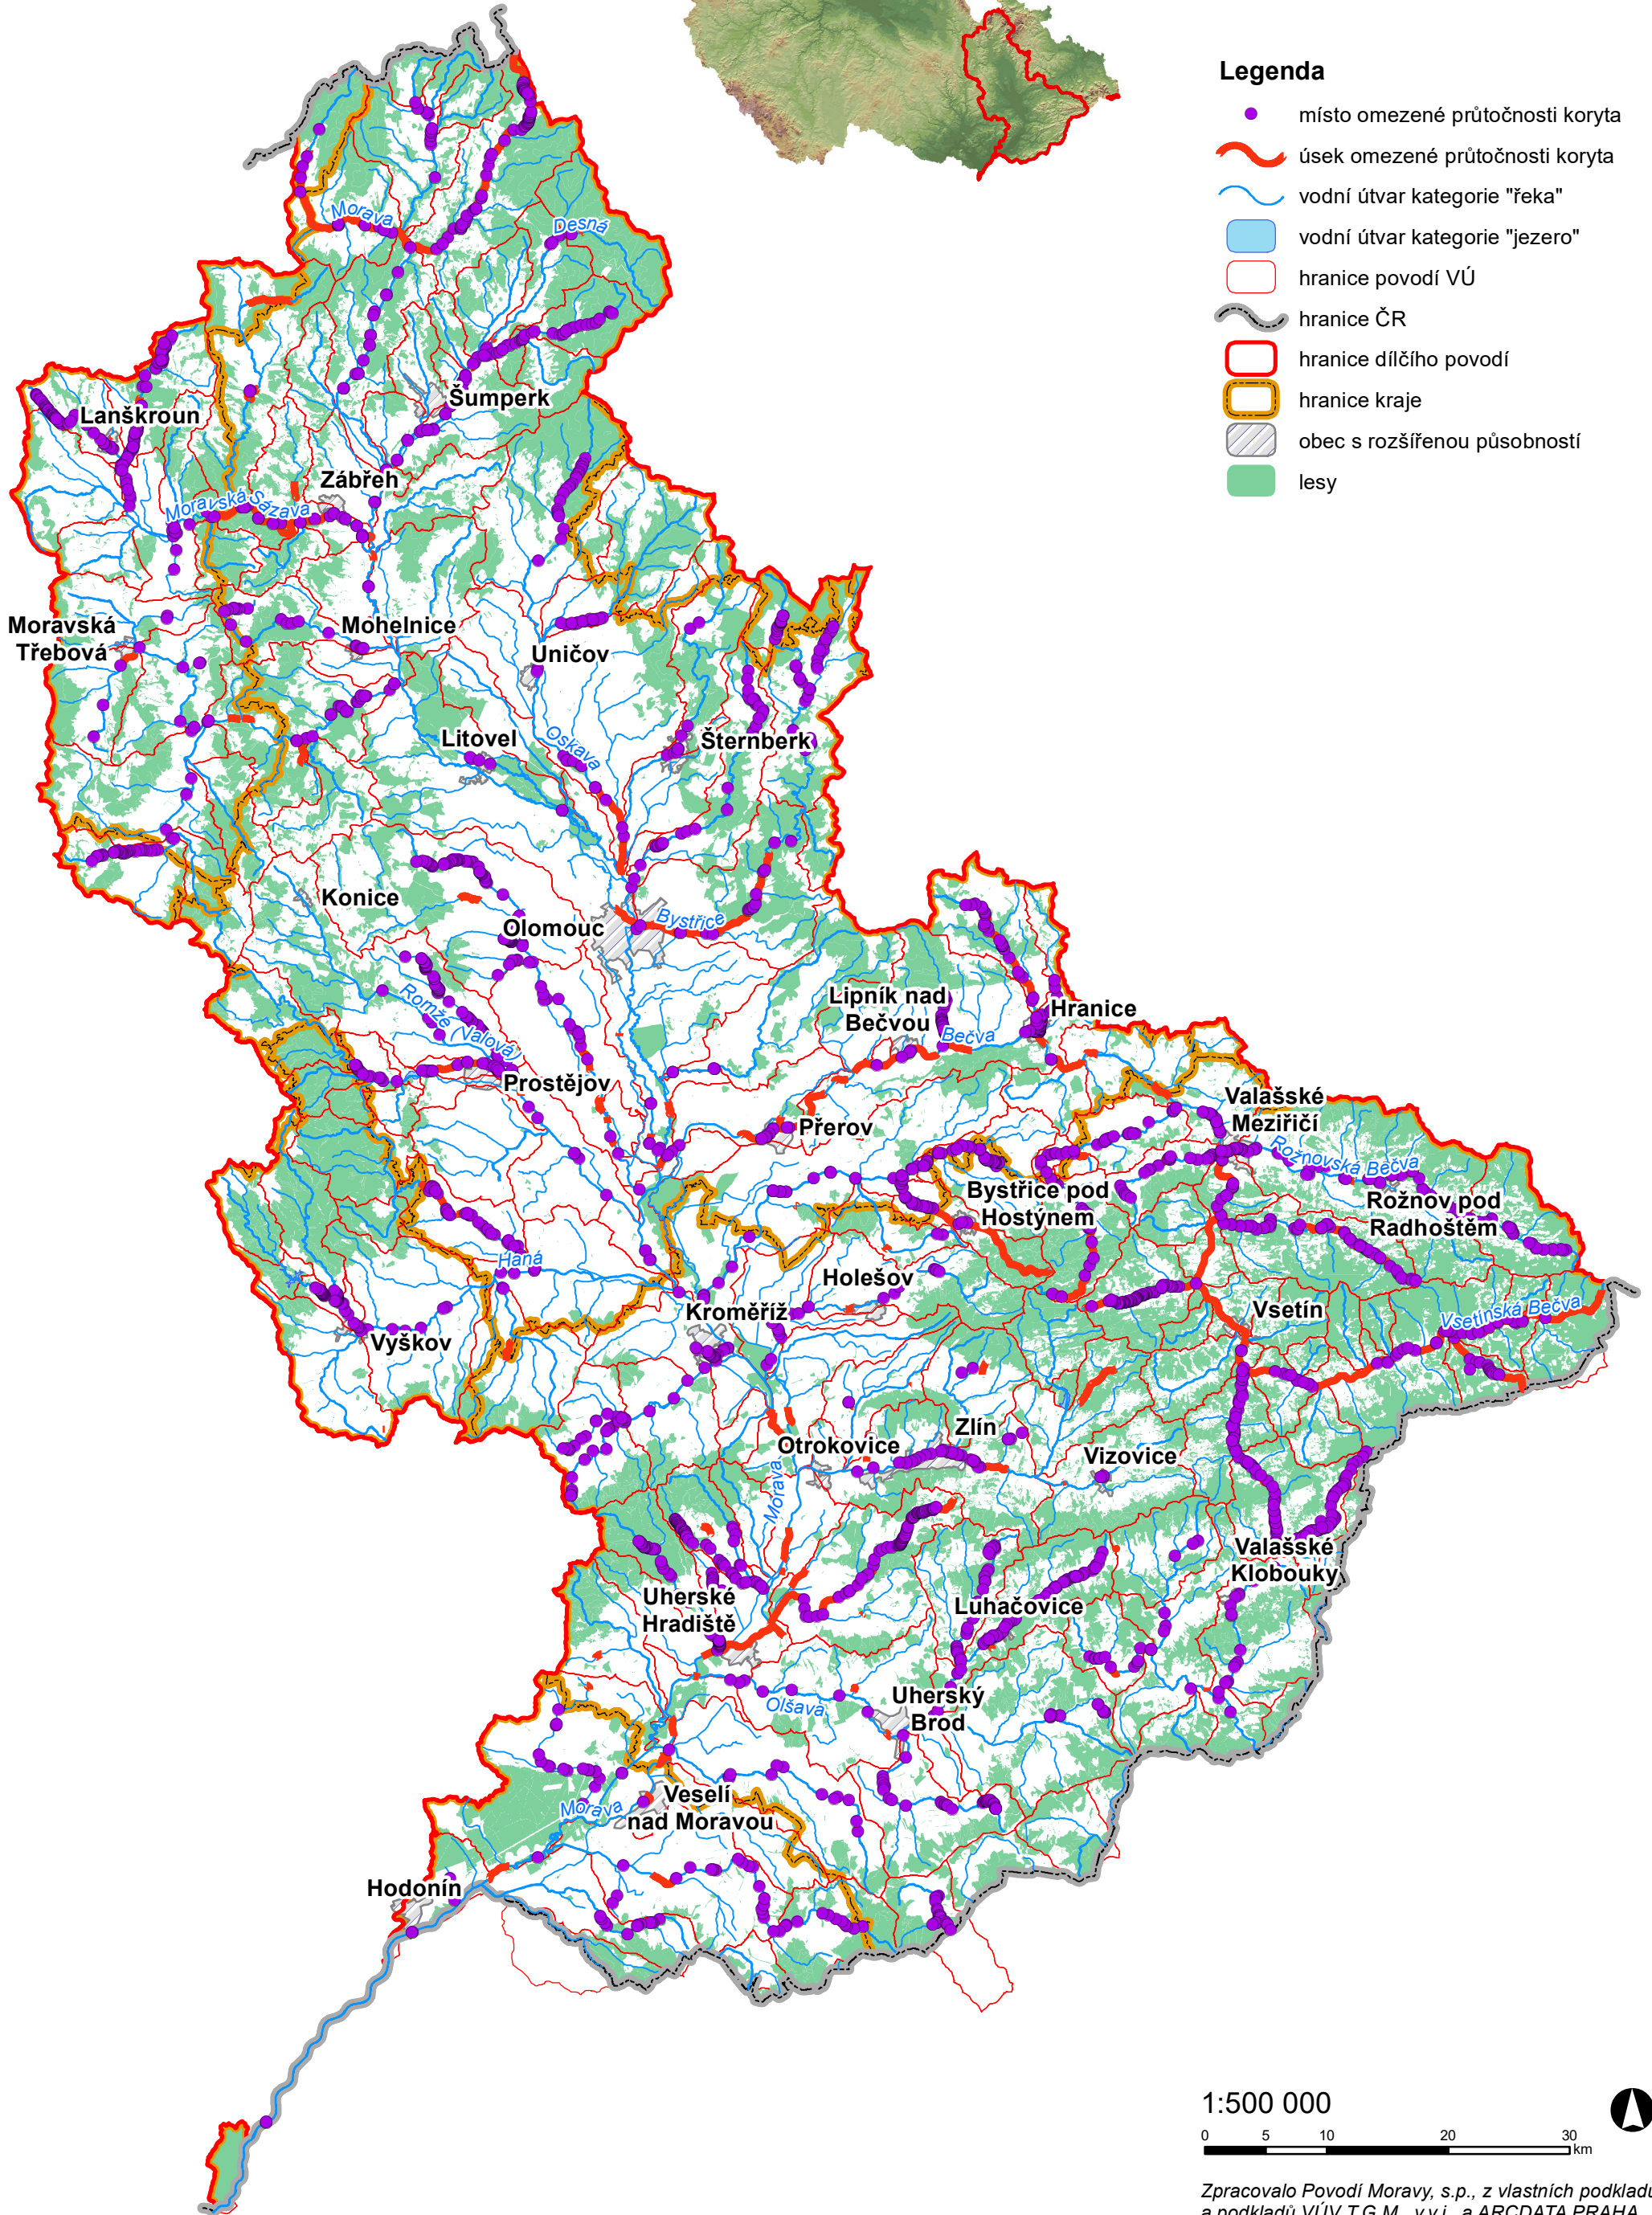 Legenda
místo omezené průtočnosti koryta
úsek omezené průtočnosti koryta
vodní útvar kategorie "řeka"
vodní útvar kategorie "jezero"
hranice povodí VÚ
hranice ČR
hranice dílčího povodí
hranice kraje
obec s rozšířenou působností
lesy
Morava
Desná
Šumperk
Lanškroun
Zábřeh
Moravská Sázava
Moravská
Třebová
Mohelnice
Uničov
Litovel
Oskava
Šternberk
Konice
Olomouc
Bystřice
Romže (Valová)
Lipník nad
Bečvou
Hranice
Bečva
Prostějov
Přerov
Valašské
Meziříčí
Rožnovská Bečva
Bystřice pod
Hostýnem
Rožnov pod
Radhoštěm
Haná
Holešov
Kroměříž
Vsetín
Vsetínská Bečva
Vyškov
Zlín
Otrokovice
Vizovice
Morava
Valašské
Klobouky
Uherské
Hradiště
Luhačovice
Olšava
Uherský
Brod
Veselí
nad Moravou
Morava
Hodonín
1:500 000
0 5 10 20 30
km
Zpracovalo Povodí Moravy, s.p., z vlastních podkladů
a podkladů VÚV T.G.M., v.v.i., a ARCDATA PRAHA